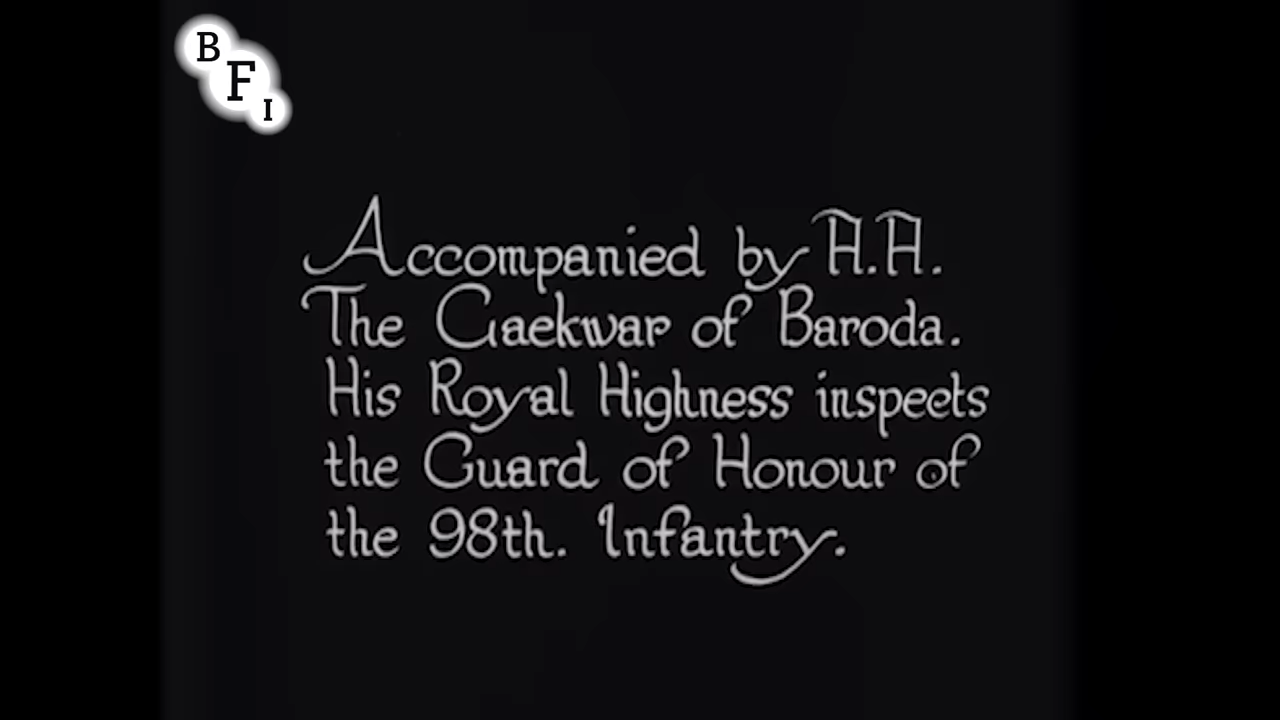 BFI
Accompanied by H.H.
The Gaekwar of Baroda.
His Royal Highness inspects
the Guard of Honour of
the 98th. Infantry.